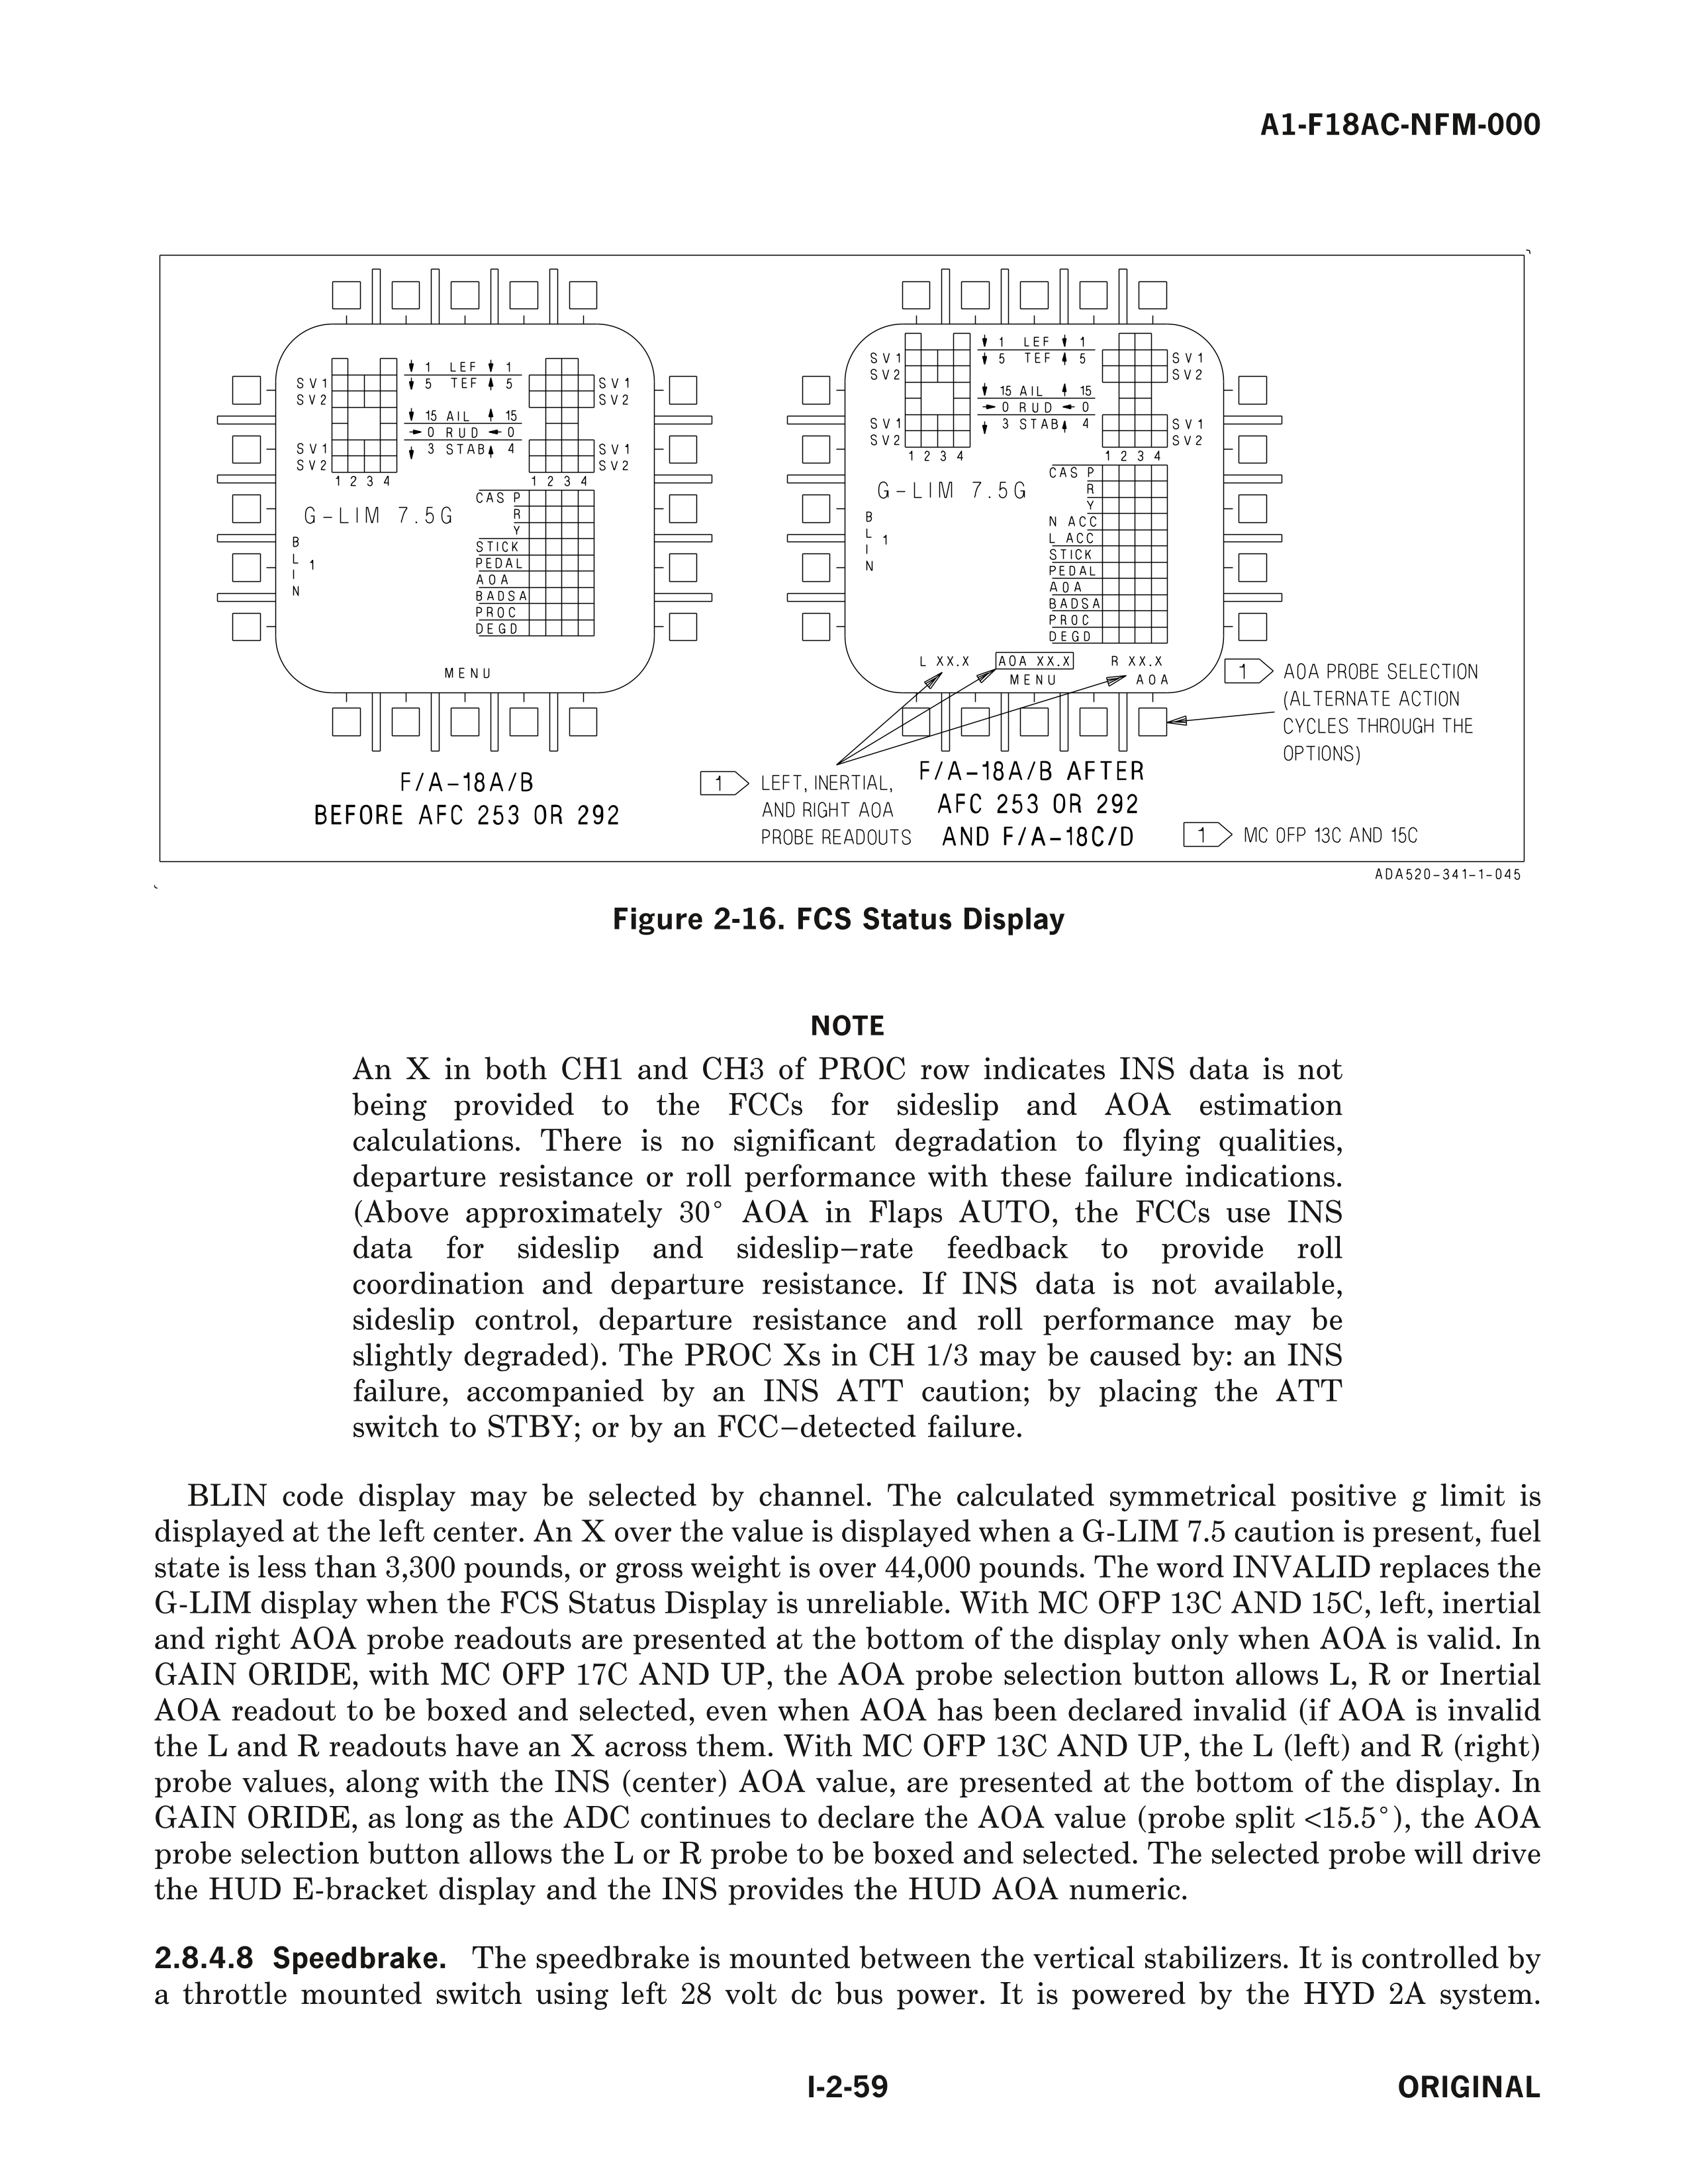 A1-F18AC-NFM-000
SV1
SV2
1 LEF 1
5 TEF 5
15 AIL 15
0 RUD 0
3 STAB 4
SV1
SV2
SV1
SV2
SV1
SV2
1 2 3 4
1 2 3 4
G-LIM 7.5G
B
L 1
I
N
CAS P
R
Y
STICK
PEDAL
AOA
BADSA
PROC
DEGD
MENU
F/A-18A/B
BEFORE AFC 253 OR 292
SV1
SV2
1 LEF 1
5 TEF 5
15 AIL 15
0 RUD 0
3 STAB 4
SV1
SV2
SV1
SV2
SV1
SV2
1 2 3 4
1 2 3 4
G-LIM 7.5G
B
L 1
I
N
CAS P
R
Y
N ACC
L ACC
STICK
PEDAL
AOA
BADSA
PROC
DEGD
L XX.X AOA XX.X R XX.X
MENU AOA
1 AOA PROBE SELECTION
(ALTERNATE ACTION
CYCLES THROUGH THE
OPTIONS)
1 LEFT, INERTIAL,
AND RIGHT AOA
PROBE READOUTS
F/A-18A/B AFTER
AFC 253 OR 292
AND F/A-18C/D
1 MC OFP 13C AND 15C
ADA520-341-1-045
Figure 2-16. FCS Status Display
NOTE
An X in both CH1 and CH3 of PROC row indicates INS data is not
being provided to the FCCs for sideslip and AOA estimation
calculations. There is no significant degradation to flying qualities,
departure resistance or roll performance with these failure indications.
(Above approximately 30° AOA in Flaps AUTO, the FCCs use INS
data for sideslip and sideslip−rate feedback to provide roll
coordination and departure resistance. If INS data is not available,
sideslip control, departure resistance and roll performance may be
slightly degraded). The PROC Xs in CH 1/3 may be caused by: an INS
failure, accompanied by an INS ATT caution; by placing the ATT
switch to STBY; or by an FCC−detected failure.
BLIN code display may be selected by channel. The calculated symmetrical positive g limit is
displayed at the left center. An X over the value is displayed when a G-LIM 7.5 caution is present, fuel
state is less than 3,300 pounds, or gross weight is over 44,000 pounds. The word INVALID replaces the
G-LIM display when the FCS Status Display is unreliable. With MC OFP 13C AND 15C, left, inertial
and right AOA probe readouts are presented at the bottom of the display only when AOA is valid. In
GAIN ORIDE, with MC OFP 17C AND UP, the AOA probe selection button allows L, R or Inertial
AOA readout to be boxed and selected, even when AOA has been declared invalid (if AOA is invalid
the L and R readouts have an X across them. With MC OFP 13C AND UP, the L (left) and R (right)
probe values, along with the INS (center) AOA value, are presented at the bottom of the display. In
GAIN ORIDE, as long as the ADC continues to declare the AOA value (probe split <15.5°), the AOA
probe selection button allows the L or R probe to be boxed and selected. The selected probe will drive
the HUD E-bracket display and the INS provides the HUD AOA numeric.
2.8.4.8 Speedbrake. The speedbrake is mounted between the vertical stabilizers. It is controlled by
a throttle mounted switch using left 28 volt dc bus power. It is powered by the HYD 2A system.
I-2-59
ORIGINAL